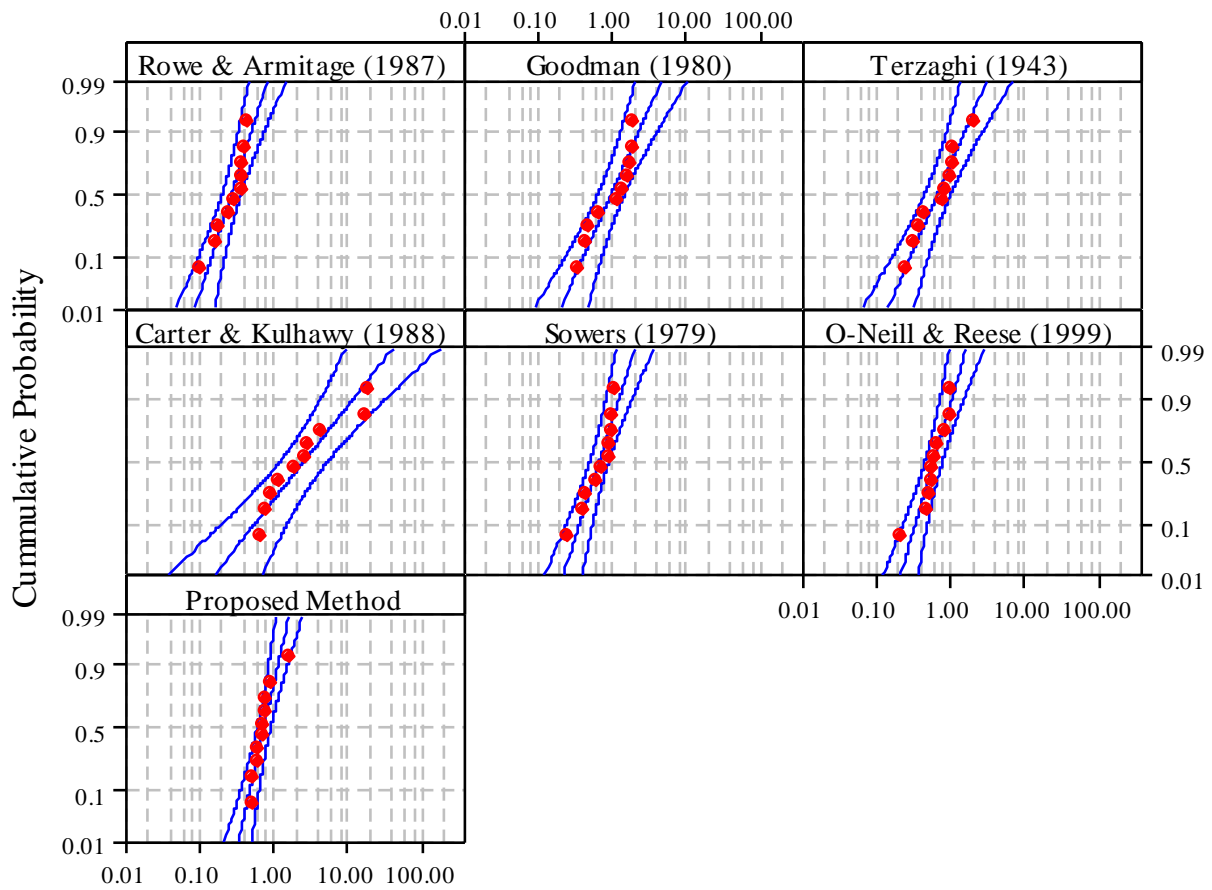 0.01 0.10 1.00 10.00 100.00
Rowe & Armitage (1987) Goodman (1980) Terzaghi (1943)
0.99
0.9
0.5
0.1
0.01
Cummulative Probability
Carter & Kulhawy (1988) Sowers (1979) O-Neill & Reese (1999)
0.99
0.9
0.5
0.1
0.01
0.01 0.10 1.00 10.00 100.00
Proposed Method
0.99
0.9
0.5
0.1
0.01
0.01 0.10 1.00 10.00 100.00